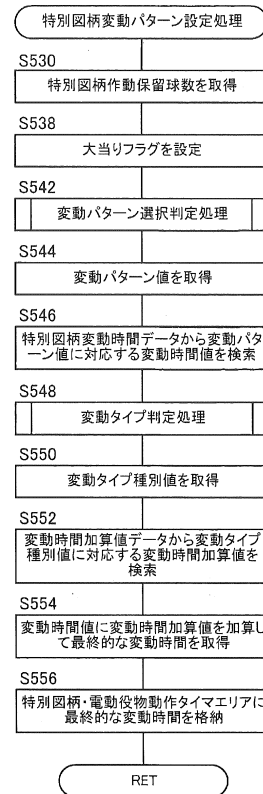 特別図柄変動パターン設定処理
S530
特別図柄作動保留球数を取得
S538
大当りフラグを設定
S542
変動パターン選択判定処理
S544
変動パターン値を取得
S546
特別図柄変動時間データから変動パタ
ーン値に対応する変動時間値を検索
S548
変動タイプ判定処理
S550
変動タイプ種別値を取得
S552
変動時間加算値データから変動タイプ
種別値に対応する変動時間加算値を
検索
S554
変動時間値に変動時間加算値を加算し
て最終的な変動時間を取得
S556
特別図柄・電動役物動作タイマエリアに
最終的な変動時間を格納
RET